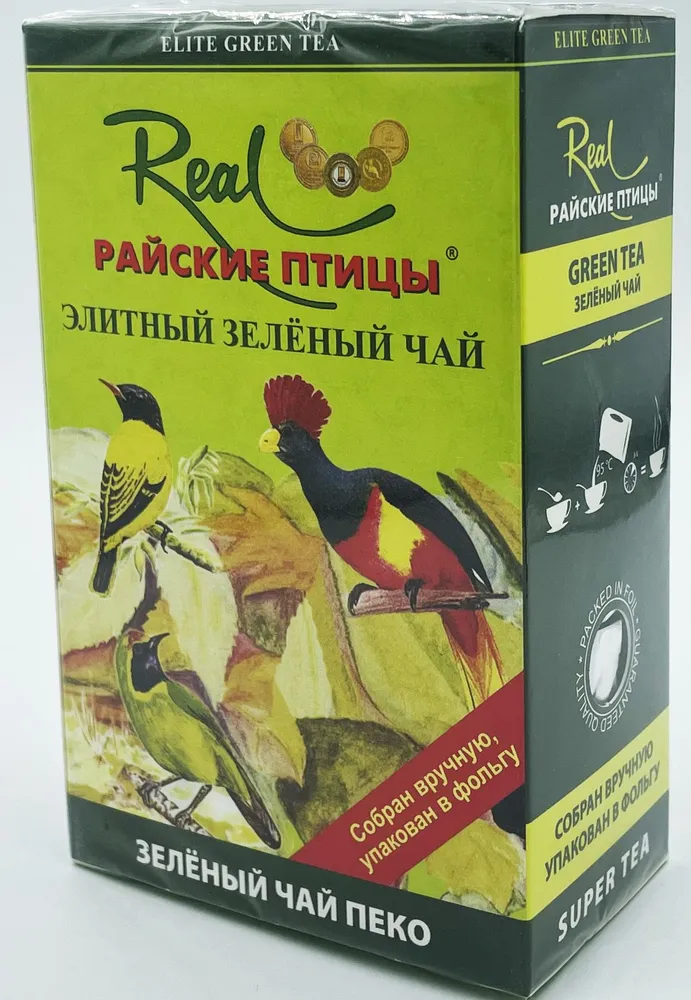 ELITE GREEN TEA
Real
РАЙСКИЕ ПТИЦЫ®
ЭЛИТНЫЙ ЗЕЛЁНЫЙ ЧАЙ
Собран вручную,
упакован в фольгу
ЗЕЛЁНЫЙ ЧАЙ ПЕКО
ELITE GREEN TEA
Real
РАЙСКИЕ ПТИЦЫ®
GREEN TEA
ЗЕЛЁНЫЙ ЧАЙ
95°C
+ =
* PACKED IN FOIL * GUARANTEED QUALITY
СОБРАН ВРУЧНУЮ
УПАКОВАН В ФОЛЬГУ
SUPER TEA